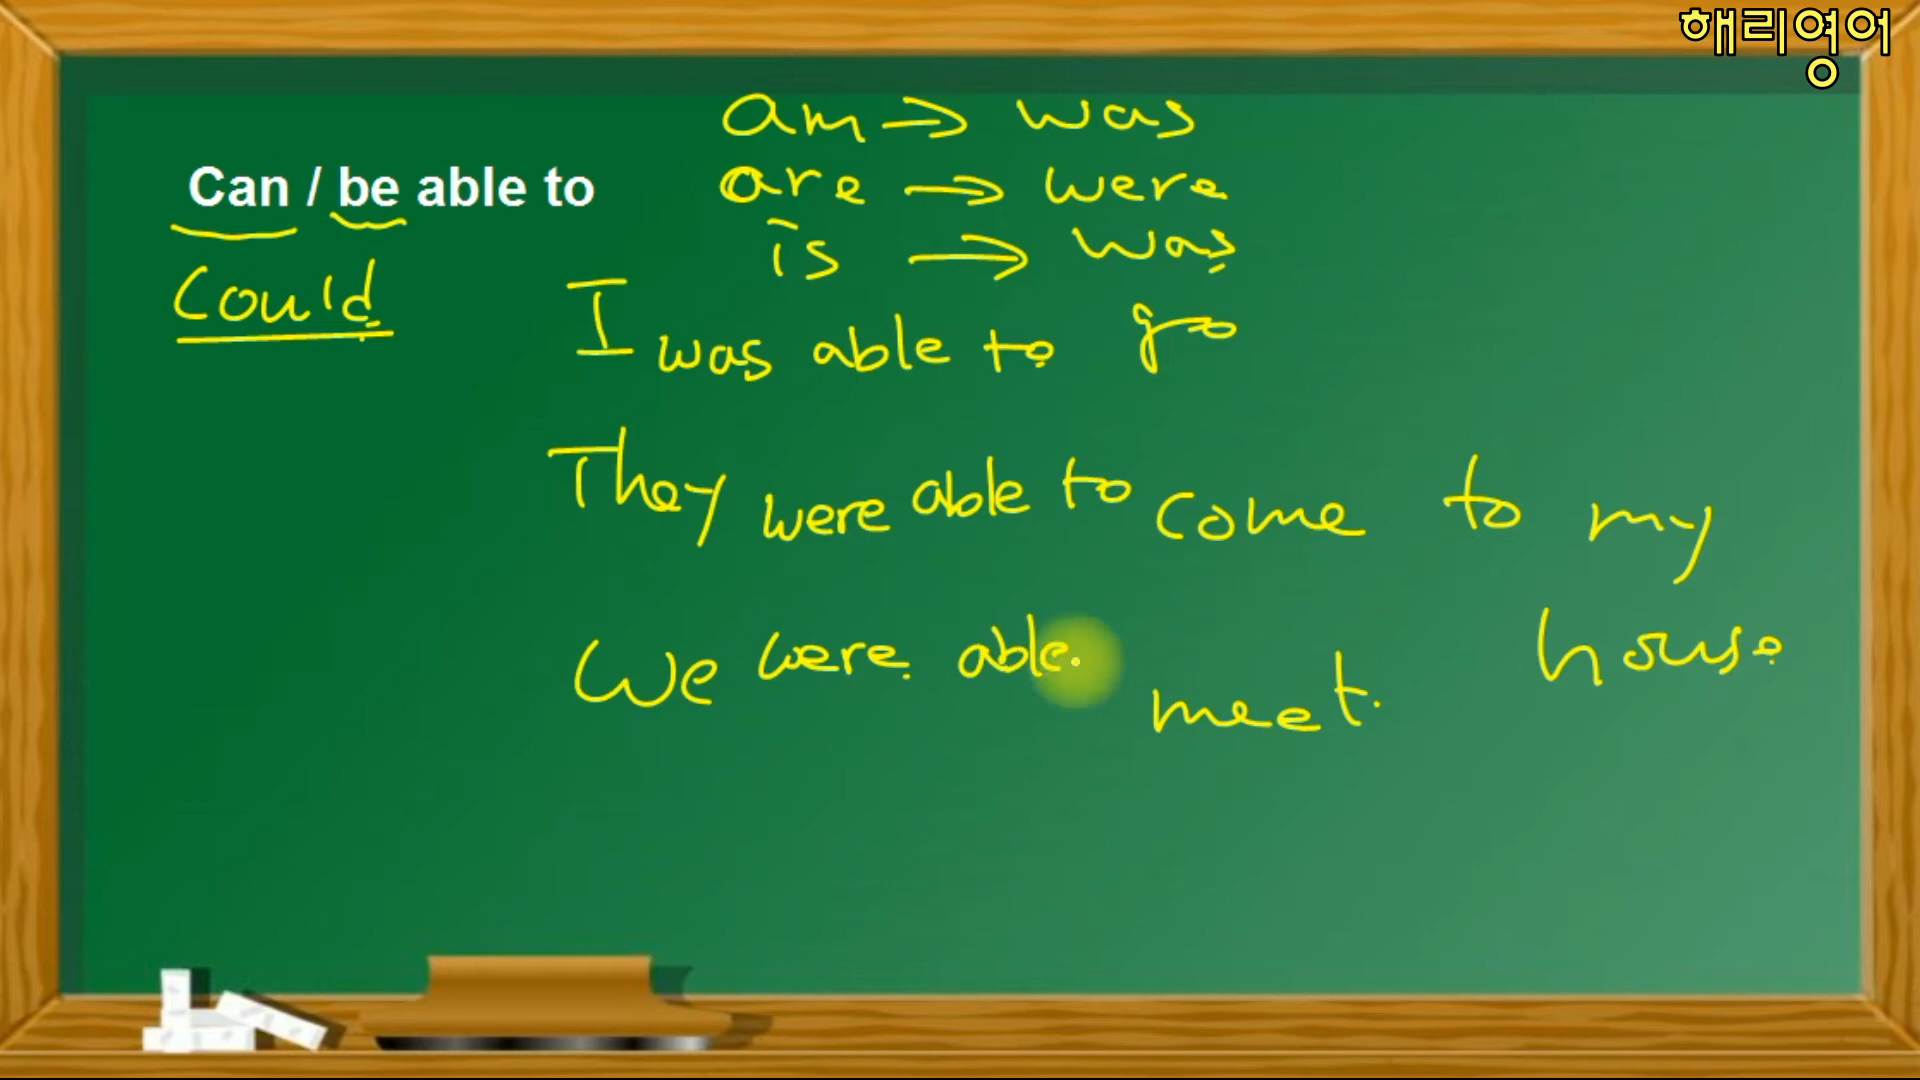 해리영어
am → was
Can / be able to
are → were
is → was
Could
I was able to go
They were able to come to my
house
We were able meet.